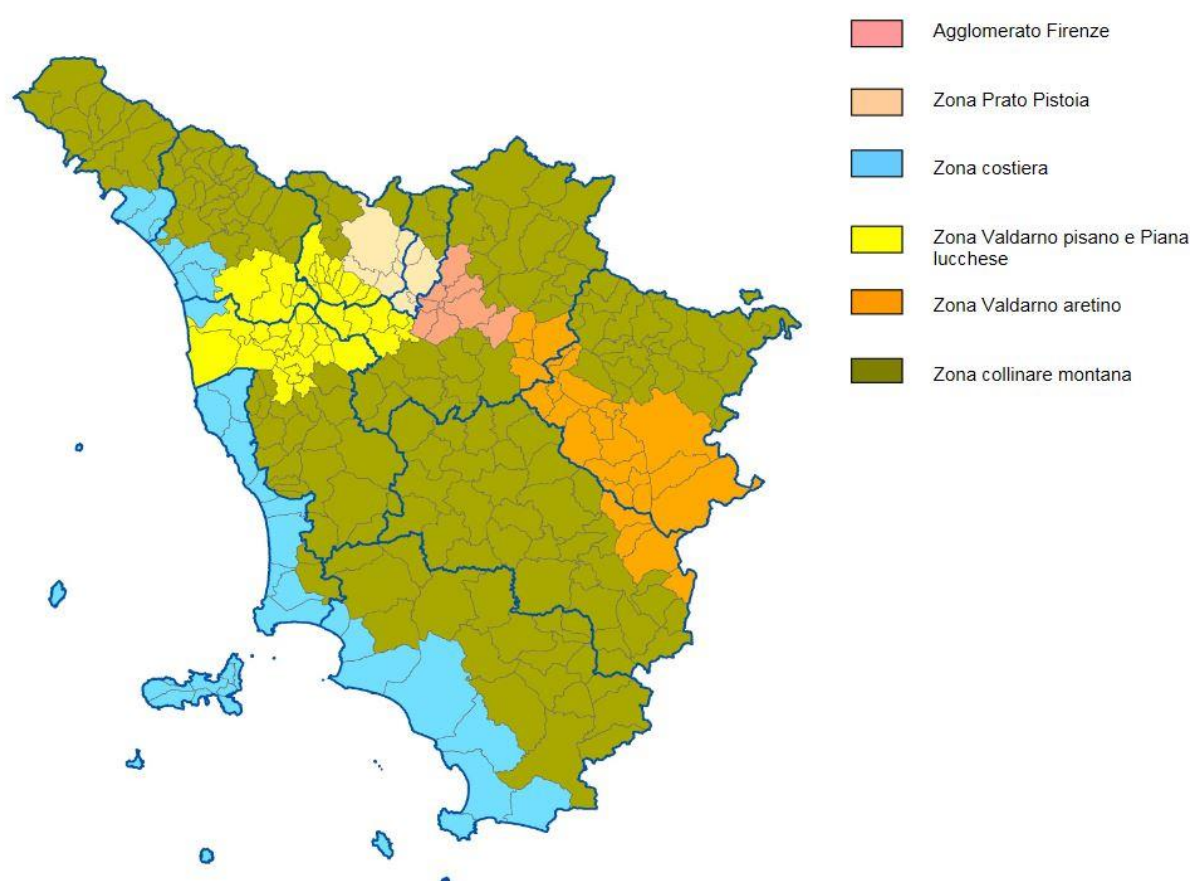 Agglomerato Firenze
Zona Prato Pistoia
Zona costiera
Zona Valdarno pisano e Piana
lucchese
Zona Valdarno aretino
Zona collinare montana